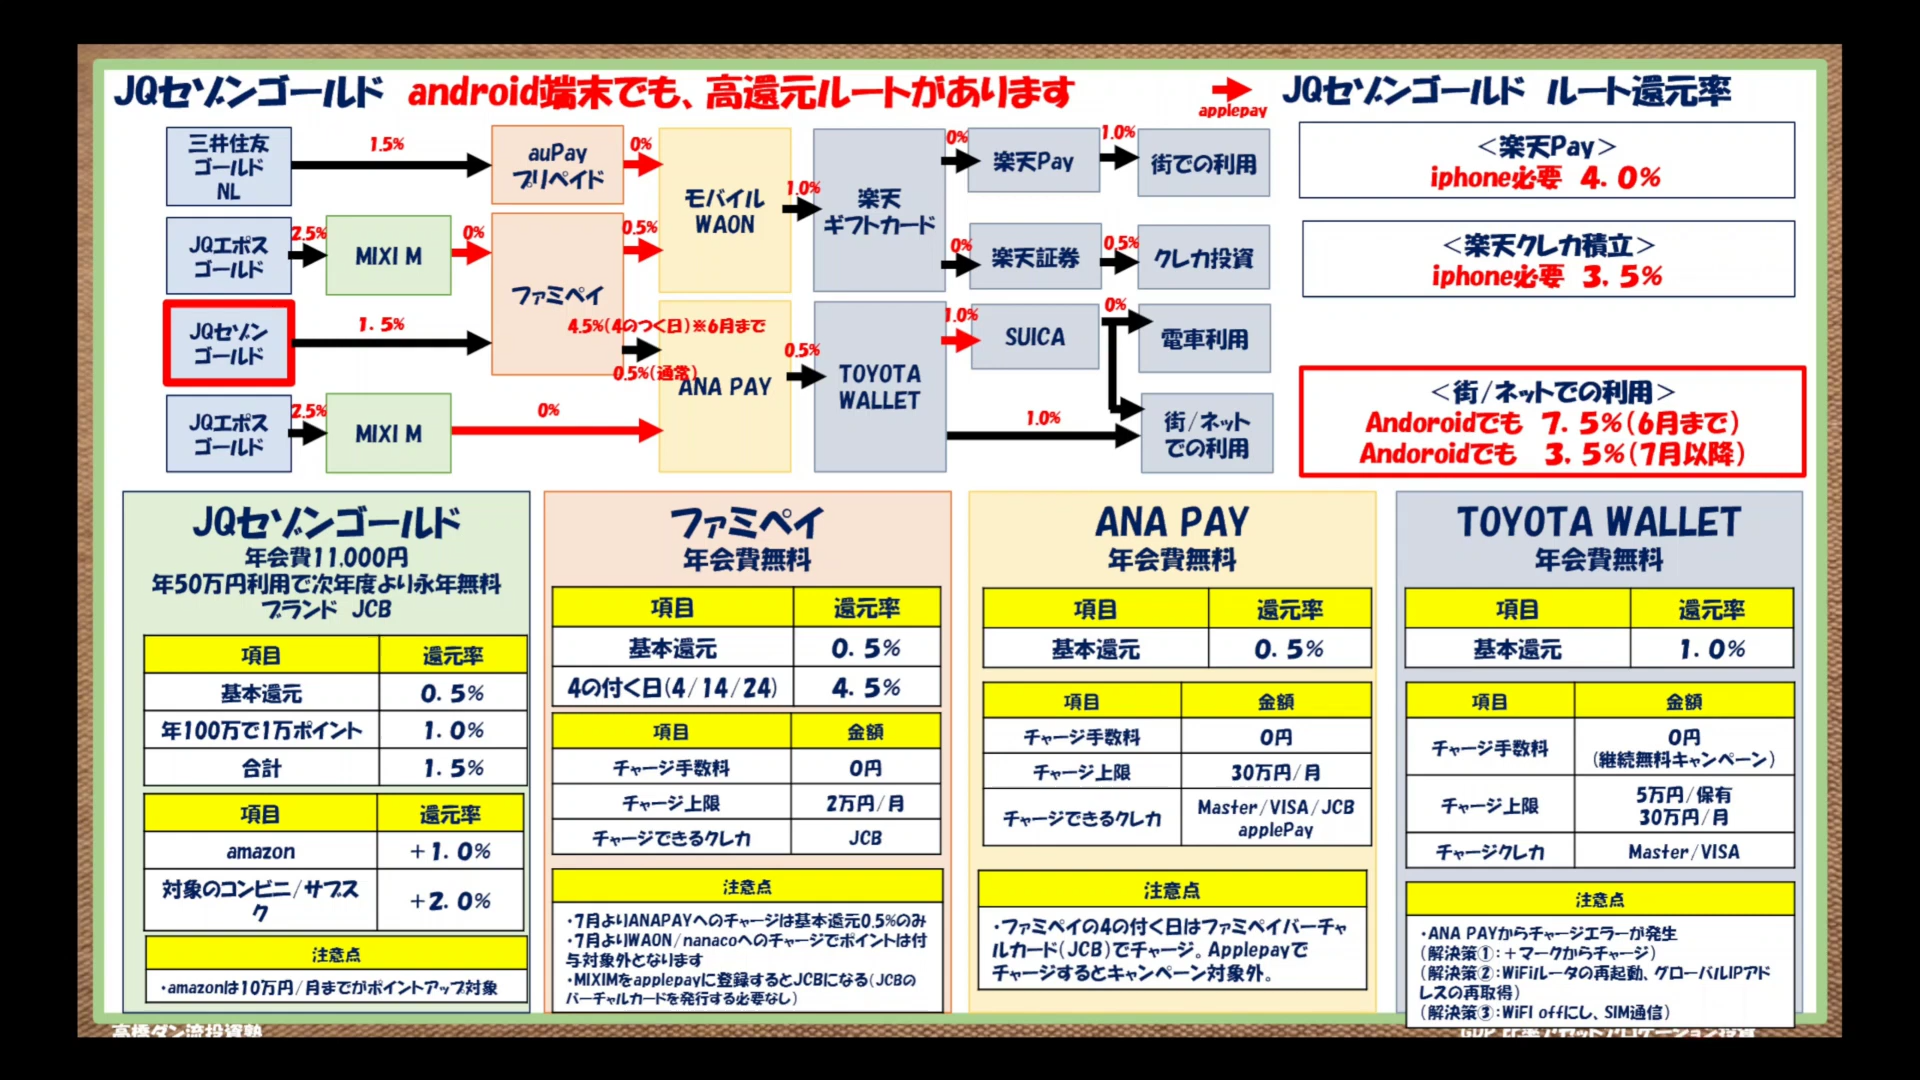 JQセゾンゴールド android端末でも、高還元ルートがあります
applepay
JQセゾンゴールド ルート還元率
三井住友
ゴールド
NL
1.5%
auPay
プリペイド
0%
モバイル
WAON
1.0%
楽天
ギフトカード
0%
楽天Pay
1.0%
街での利用
JQエポス
ゴールド
2.5%
MIXI M
0%
ファミペイ
0.5%
0%
楽天証券
0.5%
クレカ投資
JQセゾン
ゴールド
1.5%
4.5%(4のつく日)※6月まで
0.5%(通常)
ANA PAY
0.5%
TOYOTA
WALLET
1.0%
SUICA
0%
電車利用
JQエポス
ゴールド
2.5%
MIXI M
0%
1.0%
街/ネット
での利用
<楽天Pay>
iphone必要 4.0%
<楽天クレカ積立>
iphone必要 3.5%
<街/ネットでの利用>
Andoroidでも 7.5%(6月まで)
Andoroidでも 3.5%(7月以降)
JQセゾンゴールド
年会費11,000円
年50万円利用で次年度より永年無料
ブランド JCB
項目 還元率
基本還元 0.5%
年100万で1万ポイント 1.0%
合計 1.5%
項目 還元率
amazon +1.0%
対象のコンビニ/サブス
ク +2.0%
注意点
・amazonは10万円/月までがポイントアップ対象
ファミペイ
年会費無料
項目 還元率
基本還元 0.5%
4の付く日(4/14/24) 4.5%
項目 金額
チャージ手数料 0円
チャージ上限 2万円/月
チャージできるクレカ JCB
注意点
・7月よりANAPAYへのチャージは基本還元0.5%のみ
・7月よりWAON/nanacoへのチャージでポイントは付
与対象外となります
・MIXIMをapplepayに登録するとJCBになる(JCBの
バーチャルカードを発行する必要なし)
ANA PAY
年会費無料
項目 還元率
基本還元 0.5%
項目 金額
チャージ手数料 0円
チャージ上限 30万円/月
チャージできるクレカ Master/VISA/JCB
applePay
注意点
・ファミペイの4の付く日はファミペイバーチャ
ルカード(JCB)でチャージ。Applepayで
チャージするとキャンペーン対象外。
TOYOTA WALLET
年会費無料
項目 還元率
基本還元 1.0%
項目 金額
チャージ手数料 0円
(継続無料キャンペーン)
チャージ上限 5万円/保有
30万円/月
チャージクレカ Master/VISA
注意点
・ANA PAYからチャージエラーが発生
(解決策①:+マークからチャージ)
(解決策②:WiFiルータの再起動、グローバルIPアド
レスの再取得)
(解決策③:WiFI offにし、SIM通信)
高橋ダン流投資塾